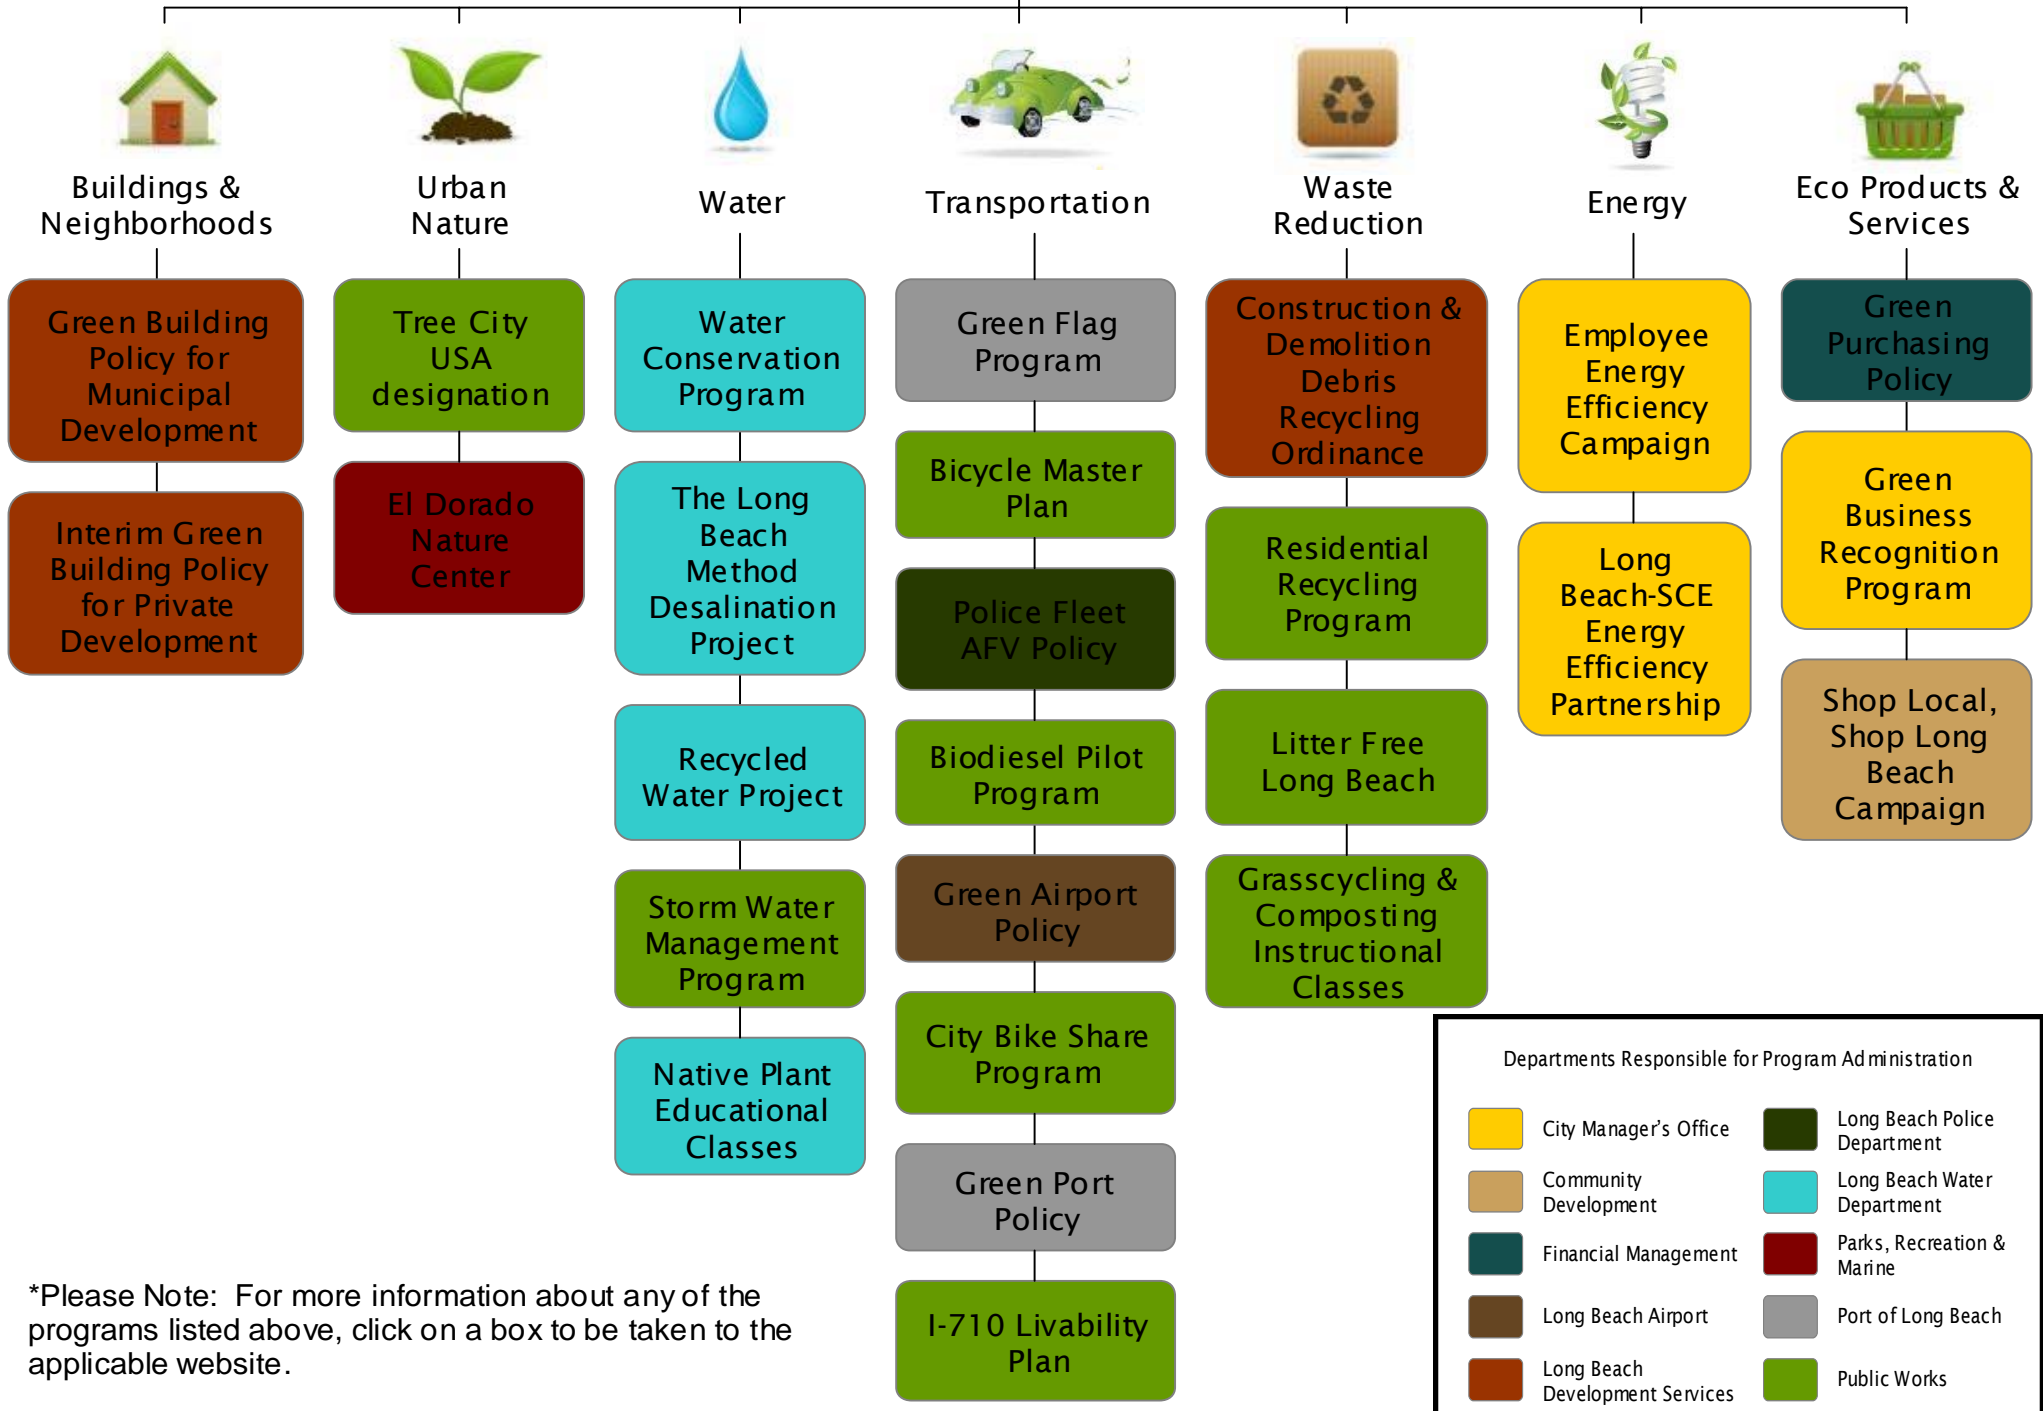 Buildings &
Neighborhoods
Urban
Nature
Water
Transportation
Waste
Reduction
Energy
Eco Products &
Services
Green Building
Policy for
Municipal
Development
Interim Green
Building Policy
for Private
Development
Tree City
USA
designation
El Dorado
Nature
Center
Water
Conservation
Program
The Long
Beach
Method
Desalination
Project
Recycled
Water Project
Storm Water
Management
Program
Native Plant
Educational
Classes
Green Flag
Program
Bicycle Master
Plan
Police Fleet
AFV Policy
Biodiesel Pilot
Program
Green Airport
Policy
City Bike Share
Program
Green Port
Policy
I-710 Livability
Plan
Construction &
Demolition
Debris
Recycling
Ordinance
Residential
Recycling
Program
Litter Free
Long Beach
Grasscycling &
Composting
Instructional
Classes
Employee
Energy
Efficiency
Campaign
Long
Beach-SCE
Energy
Efficiency
Partnership
Green
Purchasing
Policy
Green
Business
Recognition
Program
Shop Local,
Shop Long
Beach
Campaign
*Please Note: For more information about any of the
programs listed above, click on a box to be taken to the
applicable website.
Departments Responsible for Program Administration
City Manager's Office
Community
Development
Financial Management
Long Beach Airport
Long Beach
Development Services
Long Beach Police
Department
Long Beach Water
Department
Parks, Recreation &
Marine
Port of Long Beach
Public Works